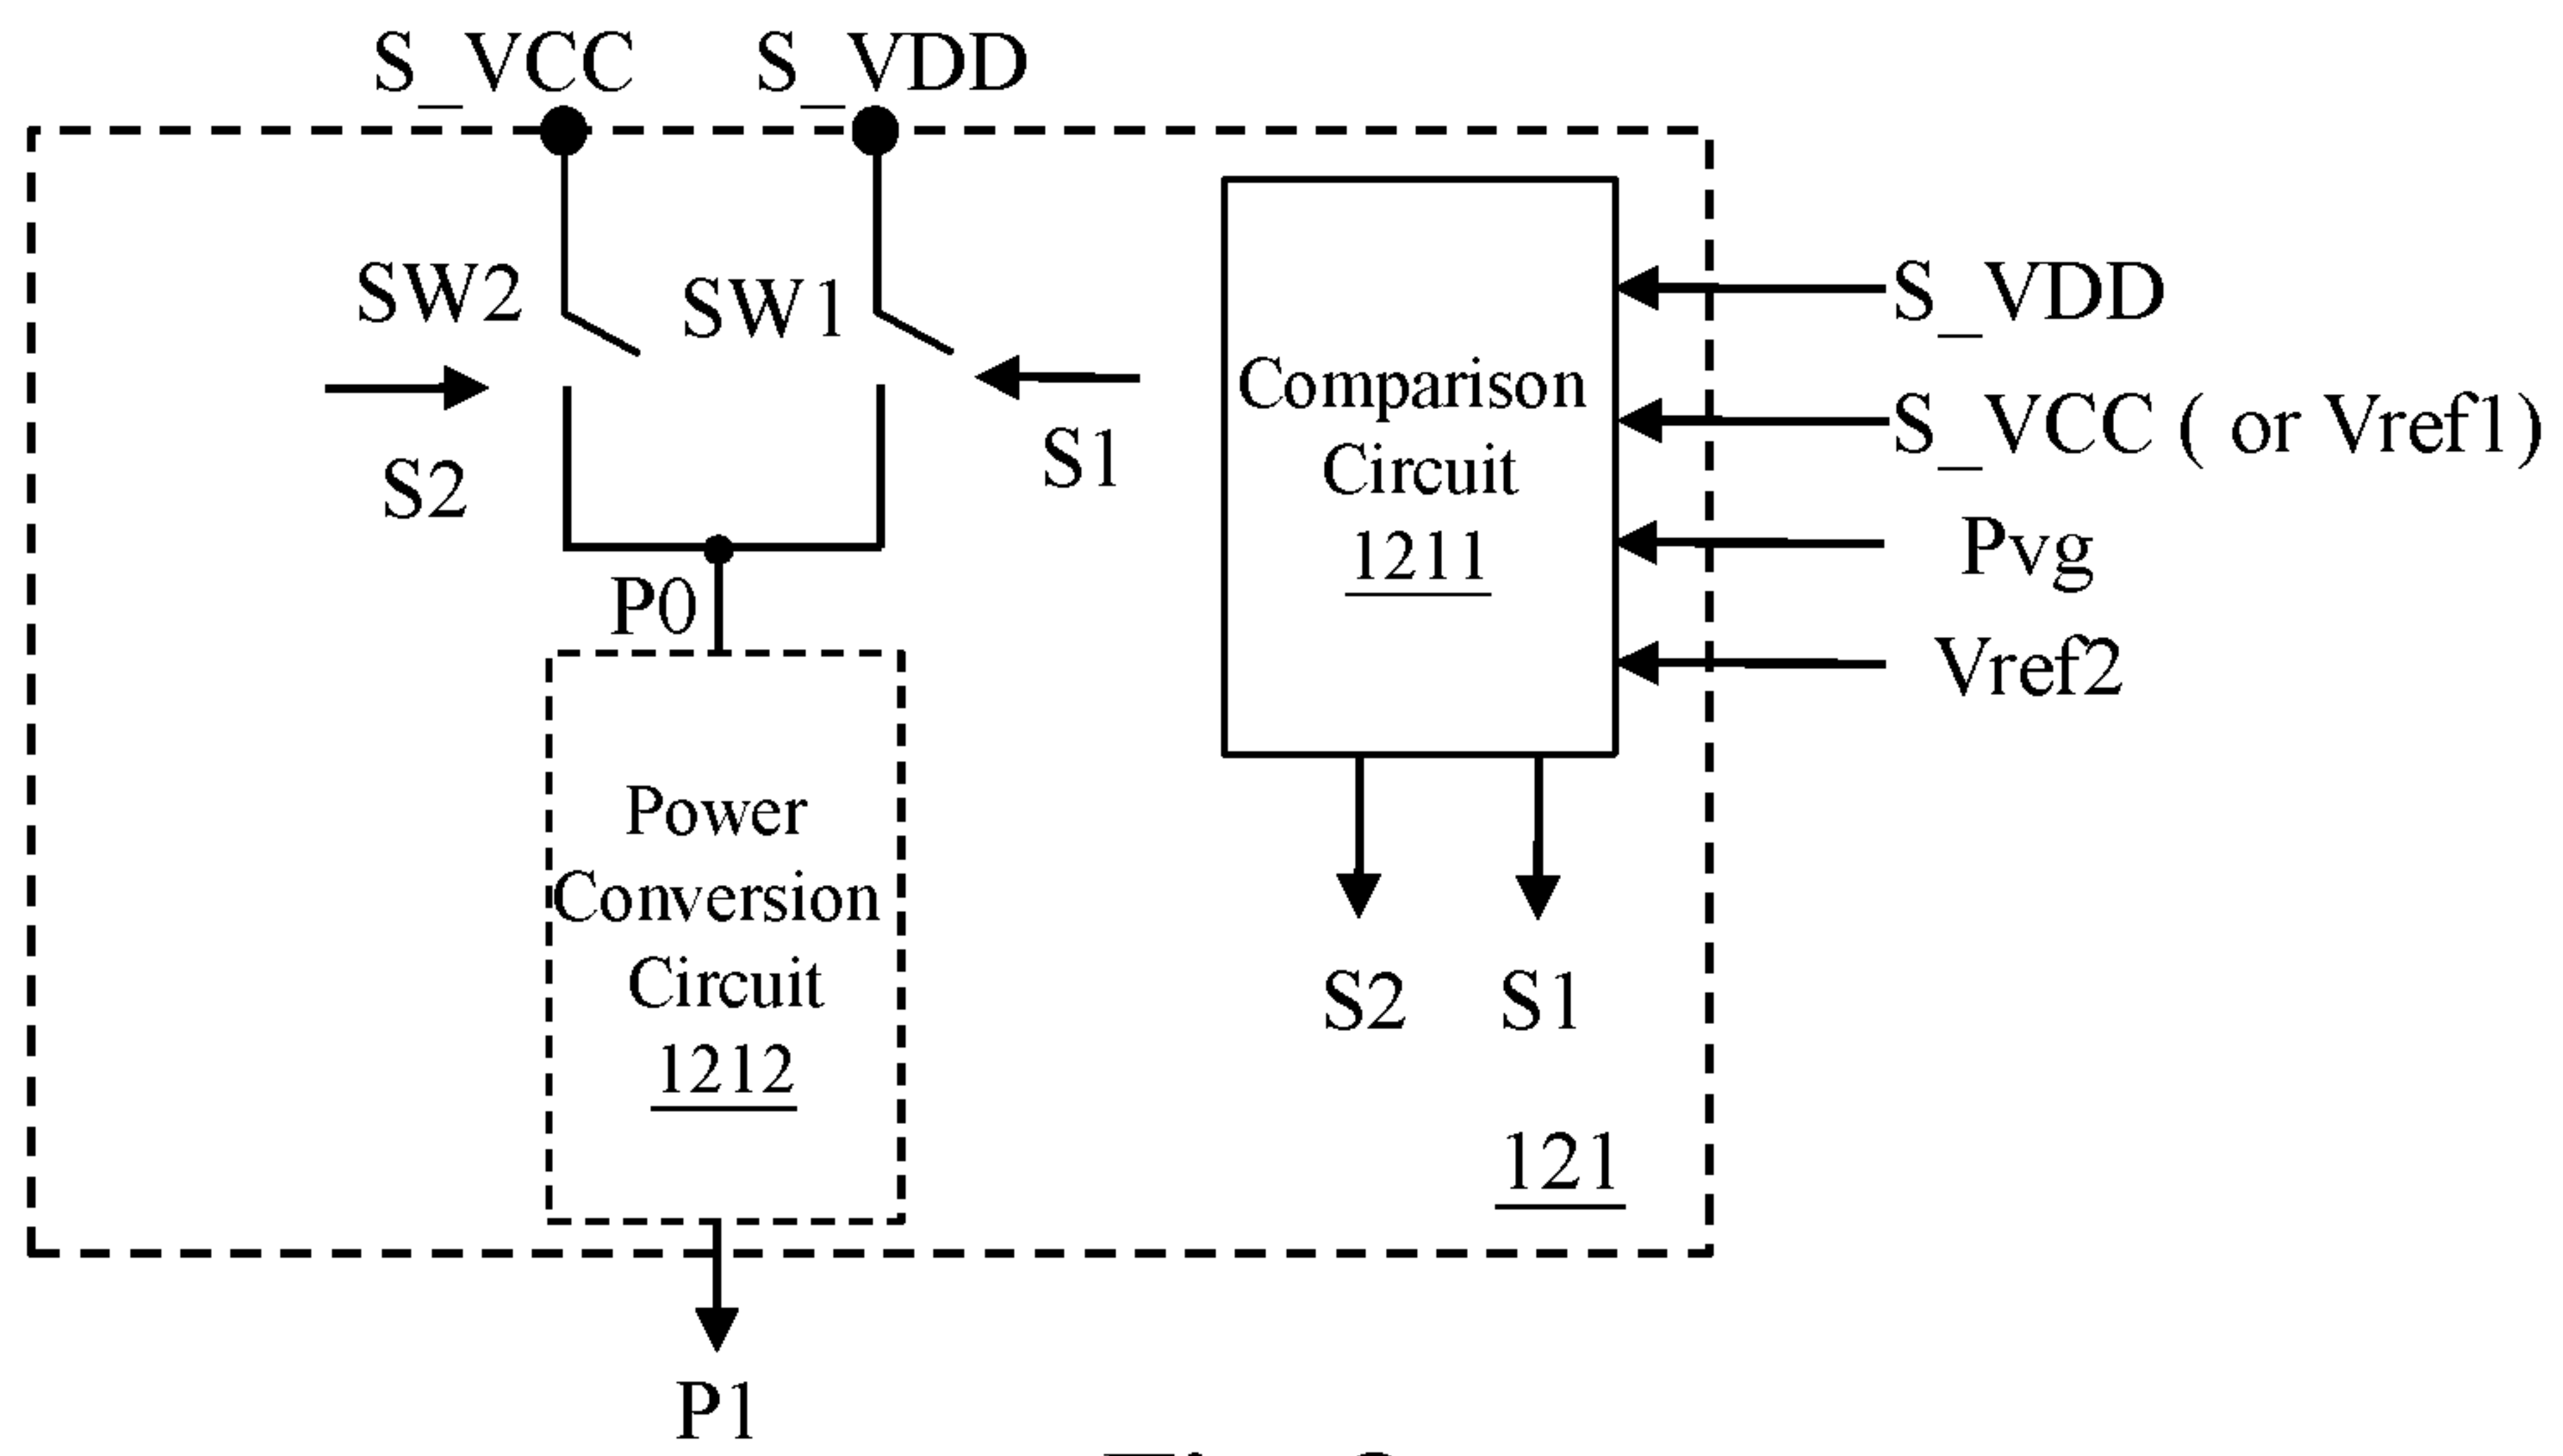 S_VCC
S_VDD
SW2
SW1
S2
S1
P0
Comparison
Circuit
1211
S_VDD
S_VCC ( or Vref1)
Pvg
Vref2
Power
Conversion
Circuit
1212
S2
S1
121
P1